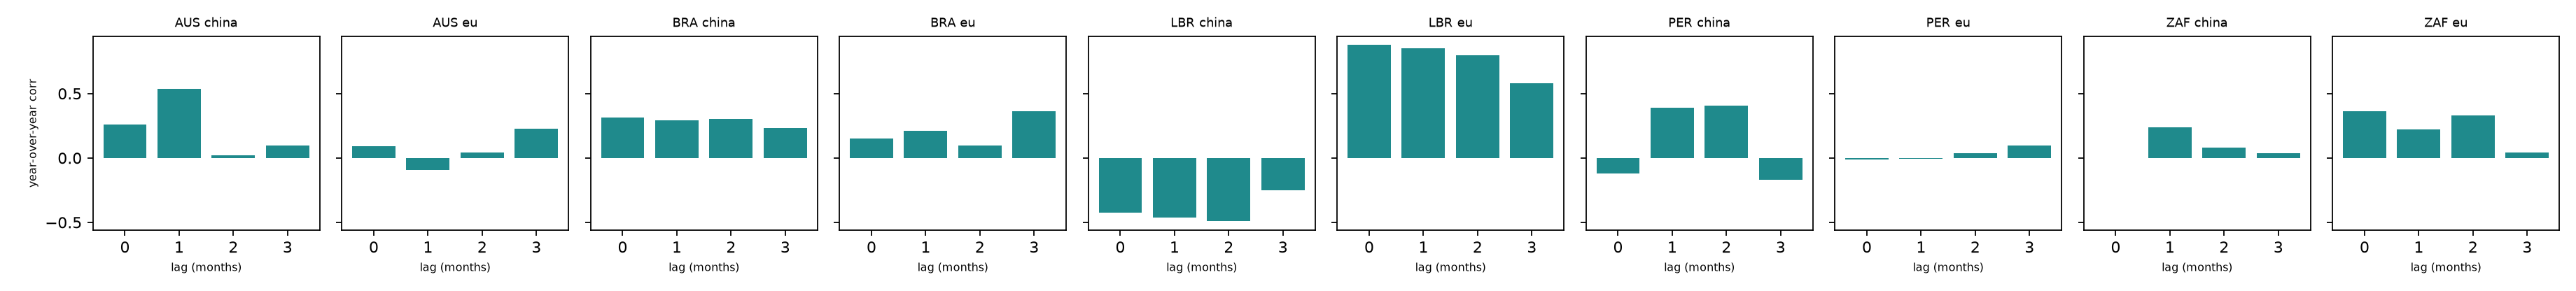 AUS china
AUS eu
BRA china
BRA eu
LBR china
LBR eu
PER china
PER eu
ZAF china
ZAF eu
year-over-year corr
0.5
0.0
−0.5
0 1 2 3
0 1 2 3
0 1 2 3
0 1 2 3
0 1 2 3
0 1 2 3
0 1 2 3
0 1 2 3
0 1 2 3
0 1 2 3
lag (months)
lag (months)
lag (months)
lag (months)
lag (months)
lag (months)
lag (months)
lag (months)
lag (months)
lag (months)